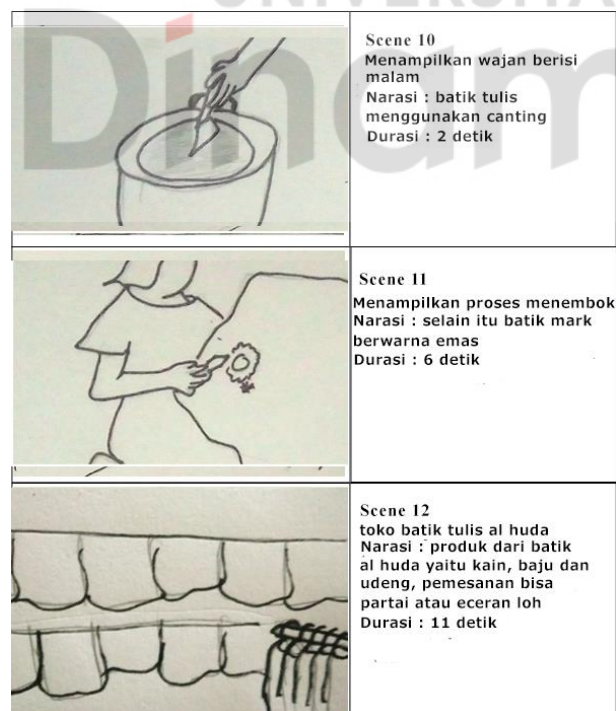 UNIVERSITA
Dinam
Scene 10
Menampilkan wajan berisi
malam
Narasi : batik tulis
menggunakan canting
Durasi : 2 detik
Scene 11
Menampilkan proses menembok
Narasi : selain itu batik mark
berwarna emas
Durasi : 6 detik
Scene 12
toko batik tulis al huda
Narasi : produk dari batik
al huda yaitu kain, baju dan
udeng, pemesanan bisa
partai atau eceran loh
Durasi : 11 detik